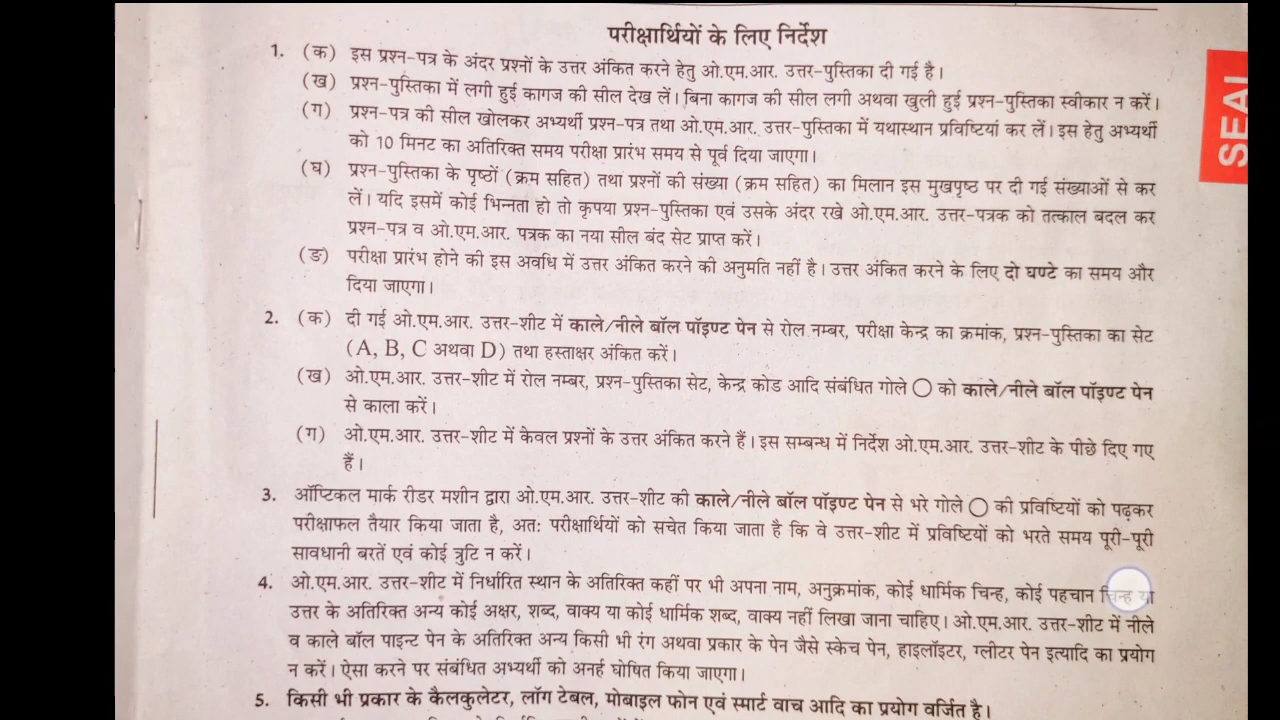 परीक्षार्थियों के लिए निर्देश
1. (क) इस प्रश्न-पत्र के अंदर प्रश्नों के उत्तर अंकित करने हेतु ओ.एम.आर. उत्तर-पुस्तिका दी गई है।
(ख) प्रश्न-पुस्तिका में लगी हुई कागज की सील देख लें। बिना कागज की सील लगी अथवा खुली हुई प्रश्न-पुस्तिका स्वीकार न करें।
(ग) प्रश्न-पत्र की सील खोलकर अभ्यर्थी प्रश्न-पत्र तथा ओ.एम.आर. उत्तर-पुस्तिका में यथास्थान प्रविष्टियां कर लें। इस हेतु अभ्यर्थी
को 10 मिनट का अतिरिक्त समय परीक्षा प्रारंभ समय से पूर्व दिया जाएगा।
(घ) प्रश्न-पुस्तिका के पृष्ठों (क्रम सहित) तथा प्रश्नों की संख्या (क्रम सहित) का मिलान इस मुखपृष्ठ पर दी गई संख्याओं से कर
लें। यदि इसमें कोई भिन्नता हो तो कृपया प्रश्न-पुस्तिका एवं उसके अंदर रखे ओ.एम.आर. उत्तर-पत्रक को तत्काल बदल कर
प्रश्न-पत्र व ओ.एम.आर. पत्रक का नया सील बंद सेट प्राप्त करें।
(ङ) परीक्षा प्रारंभ होने की इस अवधि में उत्तर अंकित करने की अनुमति नहीं है। उत्तर अंकित करने के लिए दो घण्टे का समय और
दिया जाएगा।
2. (क) दी गई ओ.एम.आर. उत्तर-शीट में काले/नीले बॉल पॉइण्ट पेन से रोल नम्बर, परीक्षा केन्द्र का क्रमांक, प्रश्न-पुस्तिका का सेट
(A, B, C अथवा D) तथा हस्ताक्षर अंकित करें।
(ख) ओ.एम.आर. उत्तर-शीट में रोल नम्बर, प्रश्न-पुस्तिका सेट, केन्द्र कोड आदि संबंधित गोले ◯ को काले/नीले बॉल पॉइण्ट पेन
से काला करें।
(ग) ओ.एम.आर. उत्तर-शीट में केवल प्रश्नों के उत्तर अंकित करने हैं। इस सम्बन्ध में निर्देश ओ.एम.आर. उत्तर-शीट के पीछे दिए गए
हैं।
3. ऑप्टिकल मार्क रीडर मशीन द्वारा ओ.एम.आर. उत्तर-शीट की काले/नीले बॉल पॉइण्ट पेन से भरे गोले ◯ की प्रविष्टियों को पढ़कर
परीक्षाफल तैयार किया जाता है, अतः परीक्षार्थियों को सचेत किया जाता है कि वे उत्तर-शीट में प्रविष्टियों को भरते समय पूरी-पूरी
सावधानी बरतें एवं कोई त्रुटि न करें।
4. ओ.एम.आर. उत्तर-शीट में निर्धारित स्थान के अतिरिक्त कहीं पर भी अपना नाम, अनुक्रमांक, कोई धार्मिक चिन्ह, कोई पहचान चिन्ह या
उत्तर के अतिरिक्त अन्य कोई अक्षर, शब्द, वाक्य या कोई धार्मिक शब्द, वाक्य नहीं लिखा जाना चाहिए। ओ.एम.आर. उत्तर-शीट में नीले
व काले बॉल पाइन्ट पेन के अतिरिक्त अन्य किसी भी रंग अथवा प्रकार के पेन जैसे स्केच पेन, हाइलॉइटर, ग्लीटर पेन इत्यादि का प्रयोग
न करें। ऐसा करने पर संबंधित अभ्यर्थी को अनर्ह घोषित किया जाएगा।
5. किसी भी प्रकार के कैलकुलेटर, लॉग टेबल, मोबाइल फोन एवं स्मार्ट वाच आदि का प्रयोग वर्जित है।
SEAL